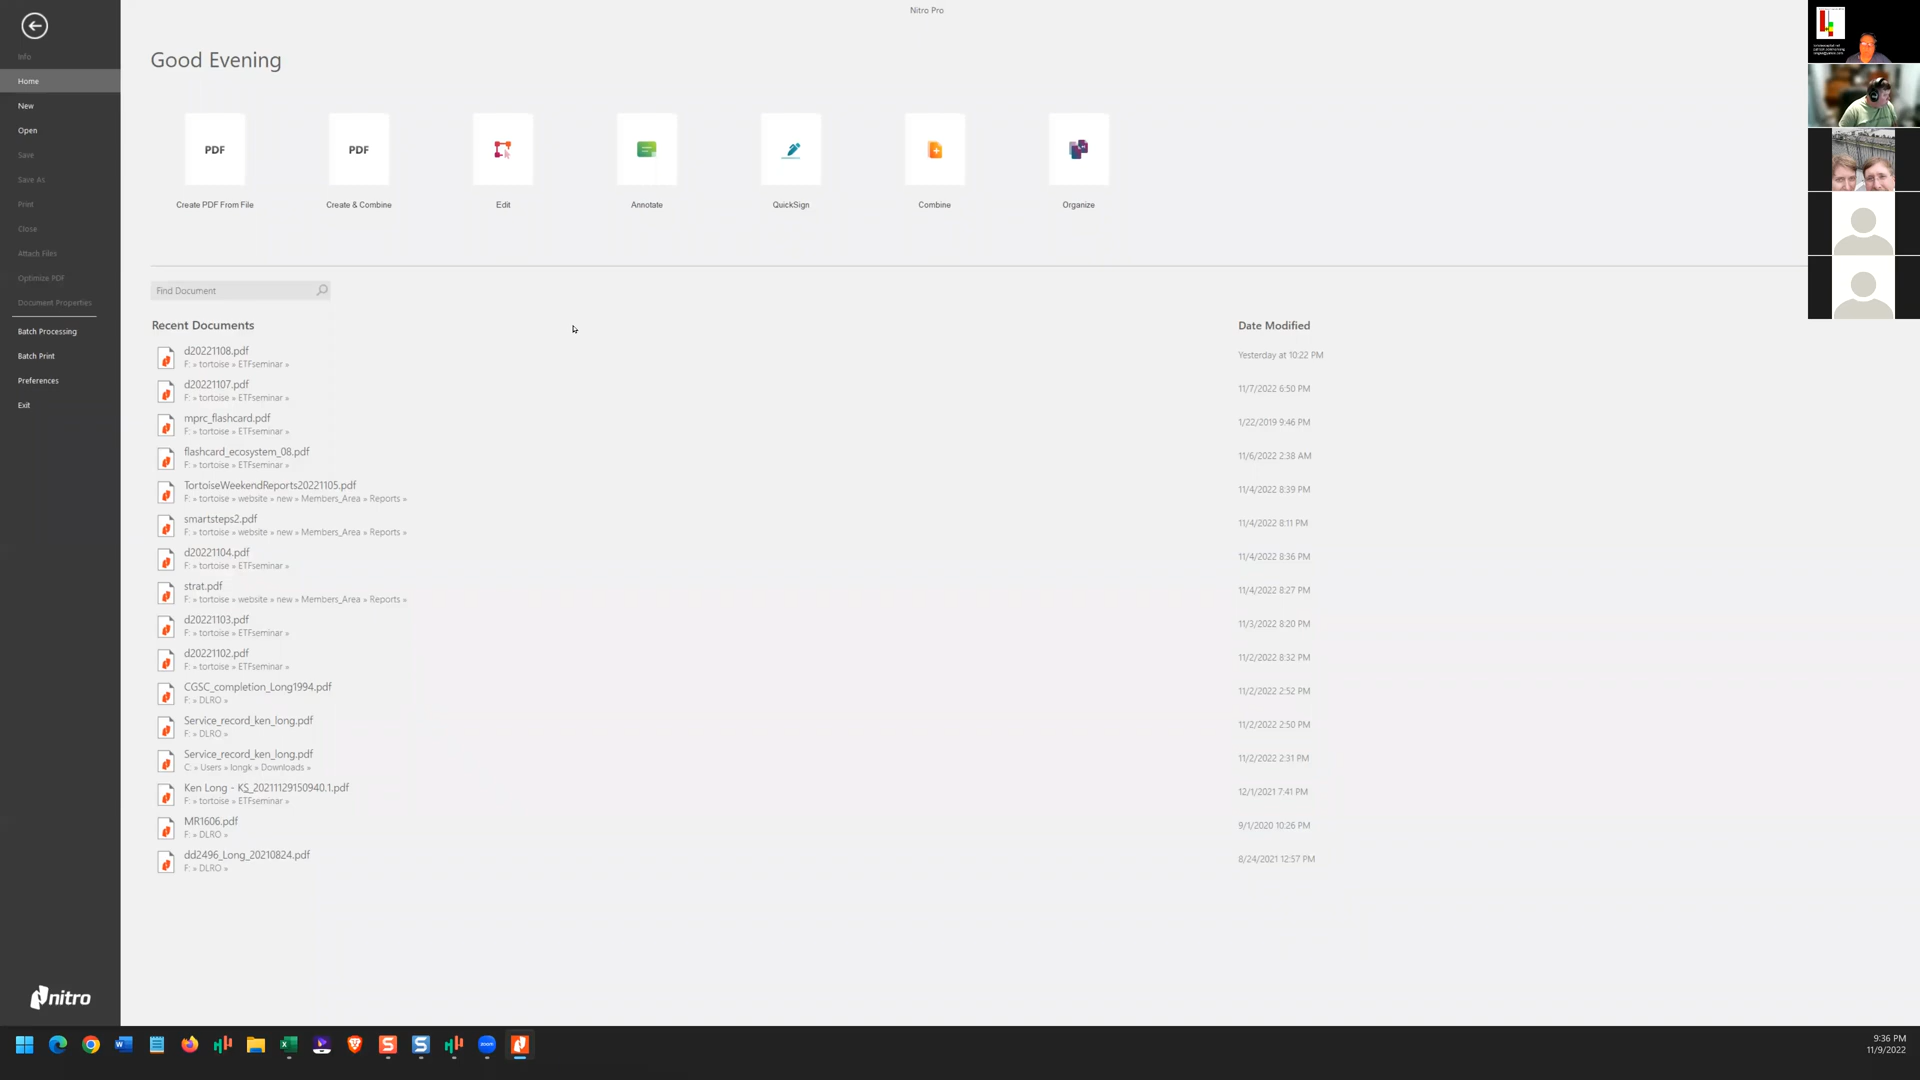 Nitro Pro
Info
Home
New
Open
Save
Save As
Print
Close
Attach Files
Optimize PDF
Document Properties
Batch Processing
Batch Print
Preferences
Exit
nitro
Good Evening
PDF
PDF
Create PDF From File
Create & Combine
Edit
Annotate
QuickSign
Combine
Organize
Find Document
Recent Documents
Date Modified
d20221108.pdf
F: » tortoise » ETFseminar »
Yesterday at 10:22 PM
d20221107.pdf
F: » tortoise » ETFseminar »
11/7/2022 6:50 PM
mprc_flashcard.pdf
F: » tortoise » ETFseminar »
1/22/2019 9:46 PM
flashcard_ecosystem_08.pdf
F: » tortoise » ETFseminar »
11/6/2022 2:38 AM
TortoiseWeekendReports20221105.pdf
F: » tortoise » website » new » Members_Area » Reports »
11/4/2022 8:39 PM
smartsteps2.pdf
F: » tortoise » website » new » Members_Area » Reports »
11/4/2022 8:11 PM
d20221104.pdf
F: » tortoise » ETFseminar »
11/4/2022 8:36 PM
strat.pdf
F: » tortoise » website » new » Members_Area » Reports »
11/4/2022 8:27 PM
d20221103.pdf
F: » tortoise » ETFseminar »
11/3/2022 8:20 PM
d20221102.pdf
F: » tortoise » ETFseminar »
11/2/2022 8:32 PM
CGSC_completion_Long1994.pdf
F: » DLRO »
11/2/2022 2:52 PM
Service_record_ken_long.pdf
F: » DLRO »
11/2/2022 2:50 PM
Service_record_ken_long.pdf
C: » Users » longk » Downloads »
11/2/2022 2:31 PM
Ken Long - KS_20211129150940.1.pdf
F: » tortoise » ETFseminar »
12/1/2021 7:41 PM
MR1606.pdf
F: » DLRO »
9/1/2020 10:26 PM
dd2496_Long_20210824.pdf
F: » DLRO »
8/24/2021 12:57 PM
zoom
9:36 PM
11/9/2022